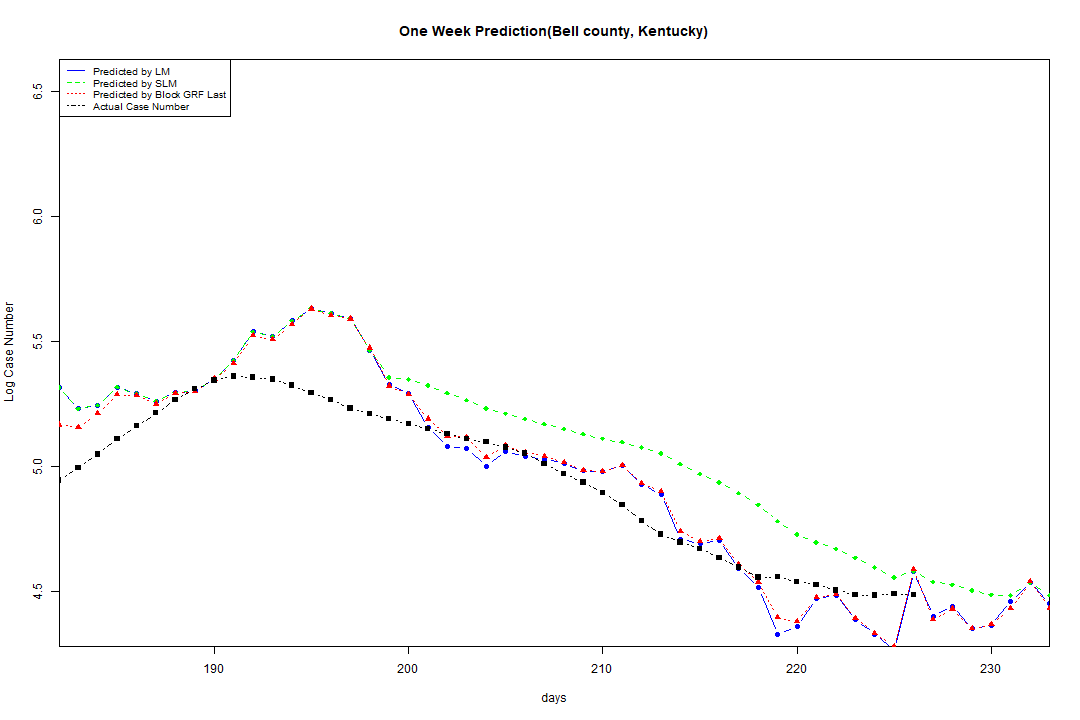 One Week Prediction(Bell county, Kentucky)
Predicted by LM
Predicted by SLM
Predicted by Block GRF Last
Actual Case Number
6.5
6.0
5.5
5.0
4.5
Log Case Number
190 200 210 220 230
days